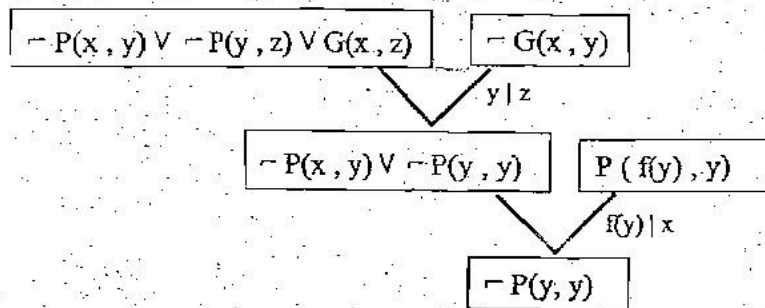 ¬ P(x , y) V ¬ P(y , z) V G(x , z)
¬ G(x , y)
y | z
¬ P(x , y) V ¬ P(y , y)
P ( f(y) , y)
f(y) | x
¬ P(y, y)